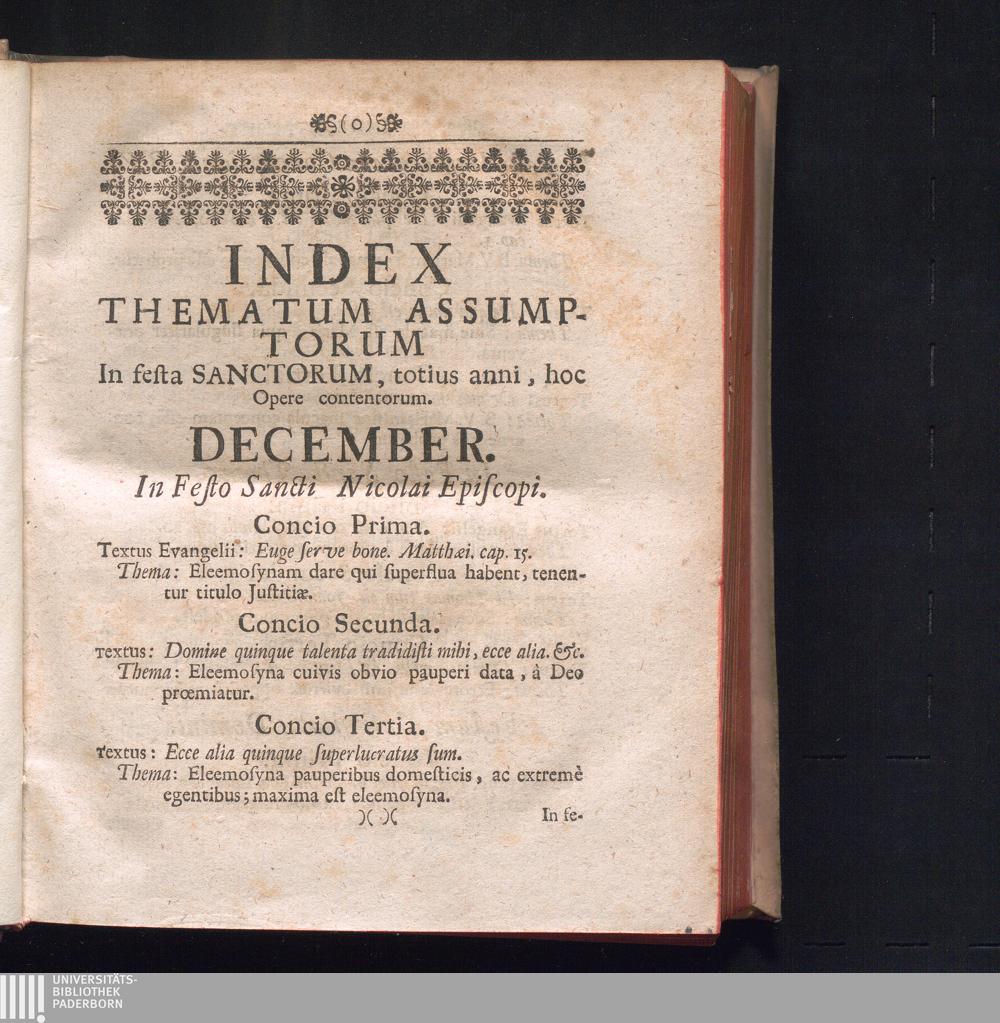 (o)
INDEX
THEMATUM ASSUMP-
TORUM
In feſta SANCTORUM, totius anni, hoc
Opere contentorum.
DECEMBER.
In Feſto Sancti Nicolai Epiſcopi.
Concio Prima.
Textus Evangelii: Euge ſerve bone. Matthæi. cap. 15.
Thema: Eleemoſynam dare qui ſuperflua habent, tenen-
tur titulo Juſtitiæ.
Concio Secunda.
Textus: Domine quinque talenta tradidiſti mihi, ecce alia. &c.
Thema: Eleemoſyna cuivis obvio pauperi data, à Deo
prœmiatur.
Concio Tertia.
Textus: Ecce alia quinque ſuperlucratus ſum.
Thema: Eleemoſyna pauperibus domeſticis, ac extremè
egentibus; maxima eſt eleemoſyna.
)( )( In fe-
UNIVERSITÄTS-
BIBLIOTHEK
PADERBORN